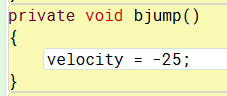 private void bjump()
{
velocity = -25;
}